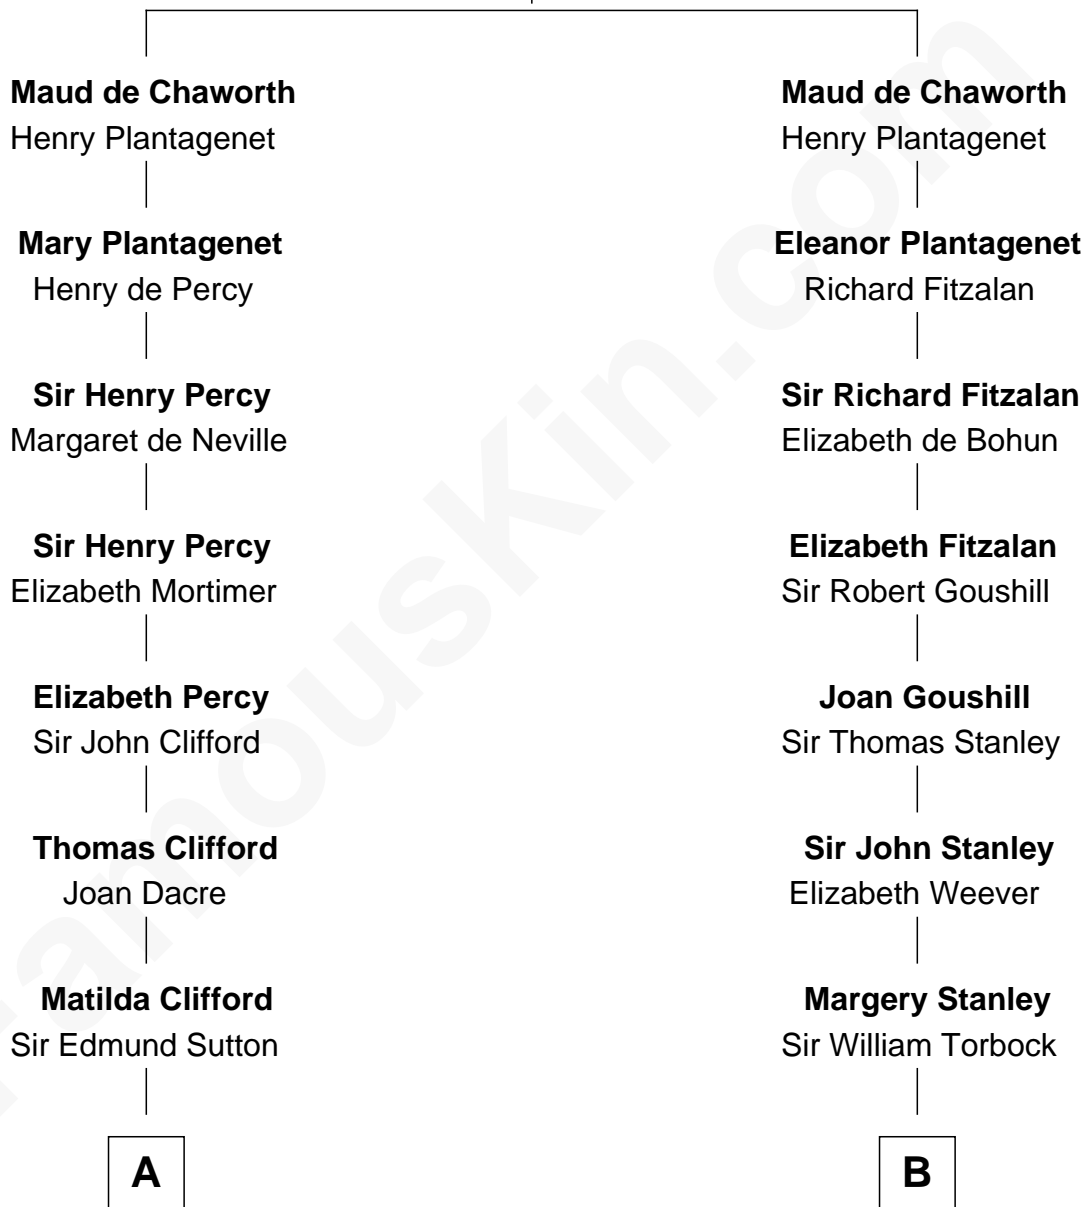 Maud de Chaworth
Henry Plantagenet
Mary Plantagenet
Henry de Percy
Sir Henry Percy
Margaret de Neville
Sir Henry Percy
Elizabeth Mortimer
Elizabeth Percy
Sir John Clifford
Thomas Clifford
Joan Dacre
Matilda Clifford
Sir Edmund Sutton
A
Maud de Chaworth
Henry Plantagenet
Eleanor Plantagenet
Richard Fitzalan
Sir Richard Fitzalan
Elizabeth de Bohun
Elizabeth Fitzalan
Sir Robert Goushill
Joan Goushill
Sir Thomas Stanley
Sir John Stanley
Elizabeth Weever
Margery Stanley
Sir William Torbock
B
FamousKin.com